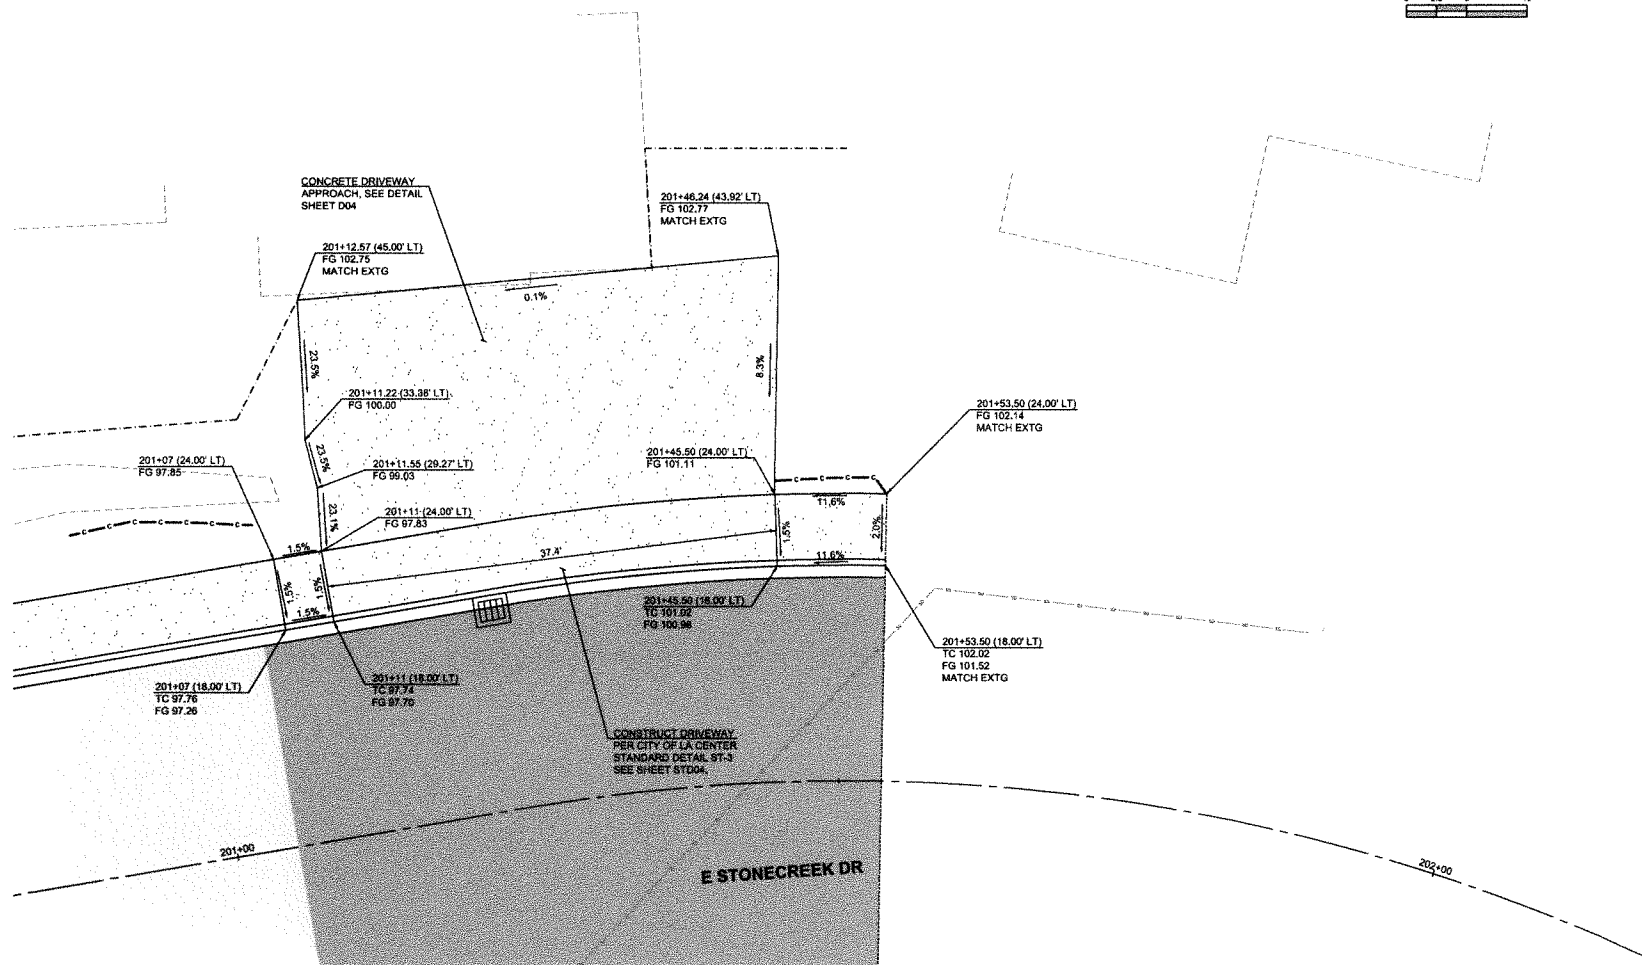 CONCRETE DRIVEWAY
APPROACH, SEE DETAIL
SHEET D04
201+46.24 (43.92' LT)
FG 102.77
MATCH EXTG
201+12.57 (45.00' LT)
FG 102.75
MATCH EXTG
0.1%
23.5%
8.3%
201+11.22 (33.38' LT)
FG 100.00
201+53.50 (24.00' LT)
FG 102.14
MATCH EXTG
201+07 (24.00' LT)
FG 97.85
23.5%
201+11.55 (29.27' LT)
FG 99.03
201+45.50 (24.00' LT)
FG 101.11
C C C C
11.6%
23.1%
201+11 (24.00' LT)
FG 97.83
C C C C C C C
1.5%
37.4'
1.5%
2.0%
11.6%
1.5%
1.5%
1.5%
201+45.50 (18.00' LT)
TC 101.02
FG 100.98
201+53.50 (18.00' LT)
TC 102.02
FG 101.52
MATCH EXTG
201+07 (18.00' LT)
TC 97.76
FG 97.26
201+11 (18.00' LT)
TC 97.74
FG 97.70
CONSTRUCT DRIVEWAY
PER CITY OF LA CENTER
STANDARD DETAIL ST-3
SEE SHEET STD04.
201+00
E STONECREEK DR
202+00